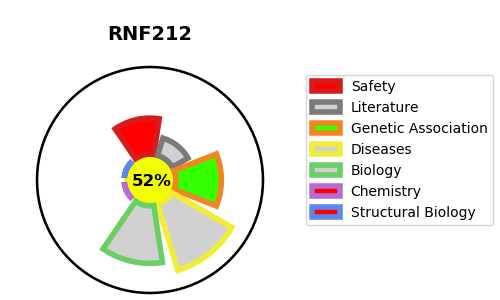 RNF212
52%
Safety
Literature
Genetic Association
Diseases
Biology
Chemistry
Structural Biology